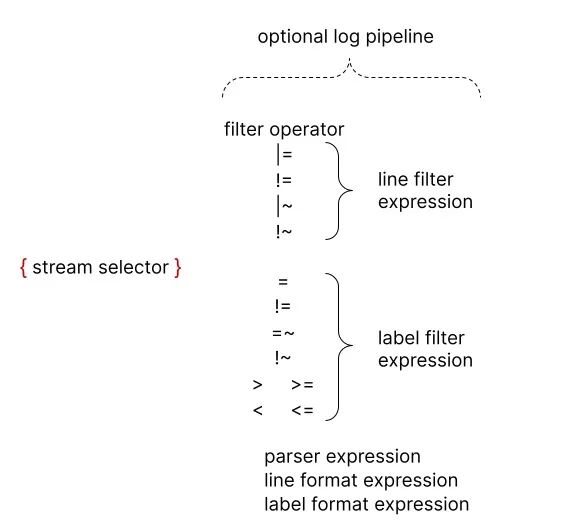 optional log pipeline
filter operator
|=
!=
|~
!~
line filter
expression
{ stream selector }
=
!=
=~
!~
> >=
< <=
label filter
expression
parser expression
line format expression
label format expression